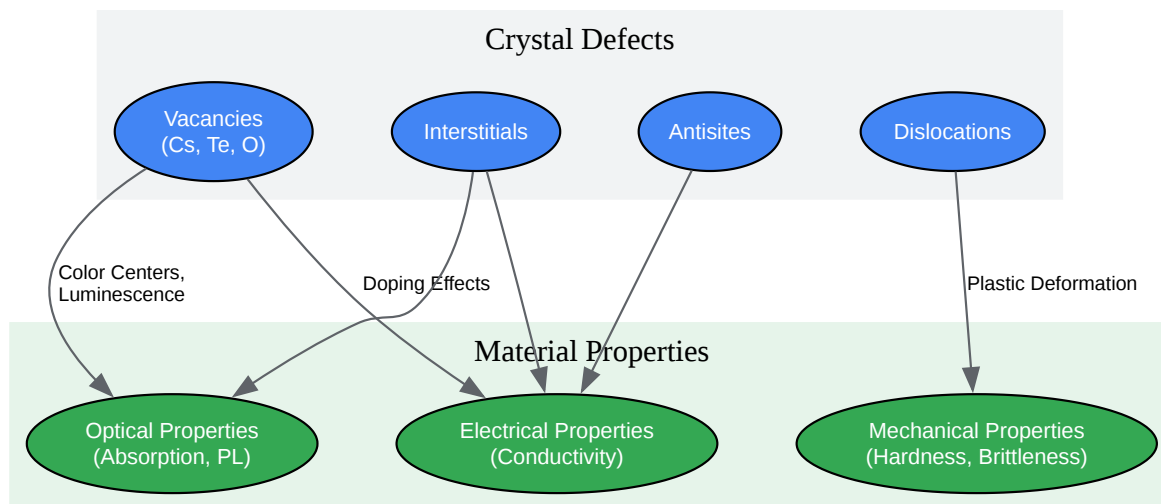 Crystal Defects
Vacancies
(Cs, Te, O)
Interstitials
Antisites
Dislocations
Color Centers,
Luminescence
Doping Effects
Plastic Deformation
Material Properties
Optical Properties
(Absorption, PL)
Electrical Properties
(Conductivity)
Mechanical Properties
(Hardness, Brittleness)